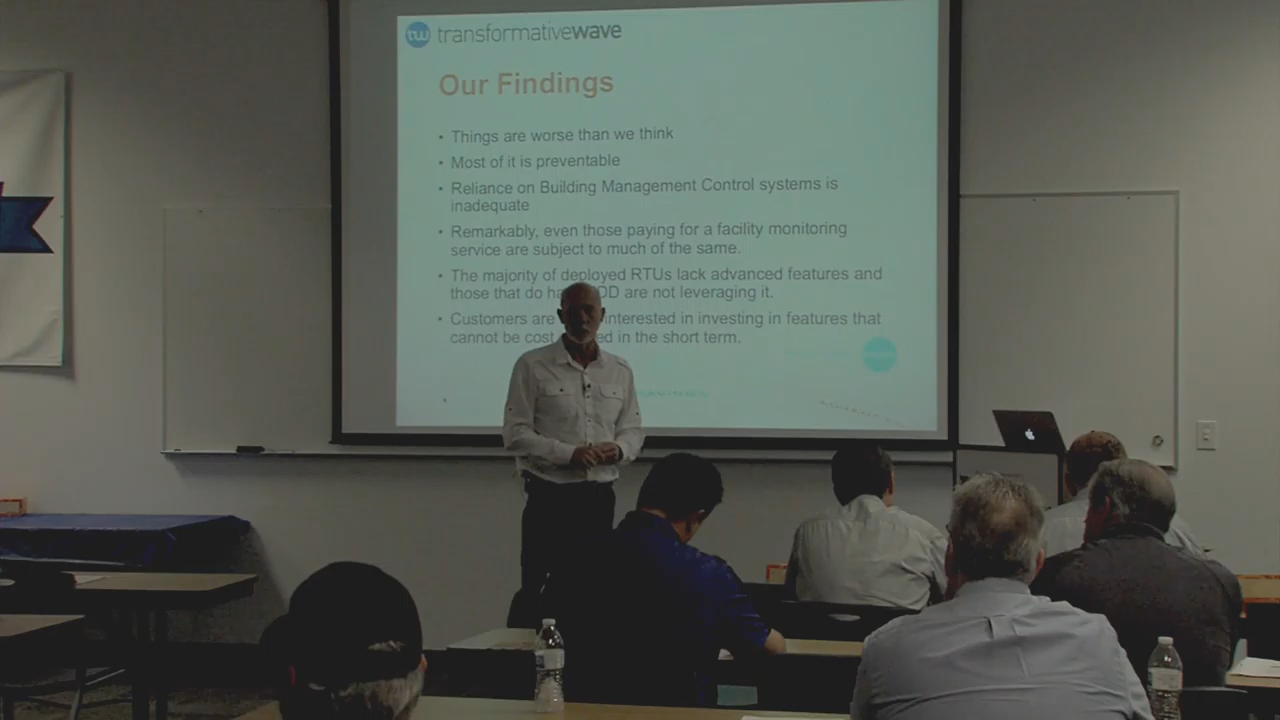 tw transformativewave
Our Findings
• Things are worse than we think
• Most of it is preventable
• Reliance on Building Management Control systems is
inadequate
• Remarkably, even those paying for a facility monitoring
service are subject to much of the same.
• The majority of deployed RTUs lack advanced features and
those that do DD are not leveraging it.
• Customers are interested in investing in features that
cannot be cost in the short term.